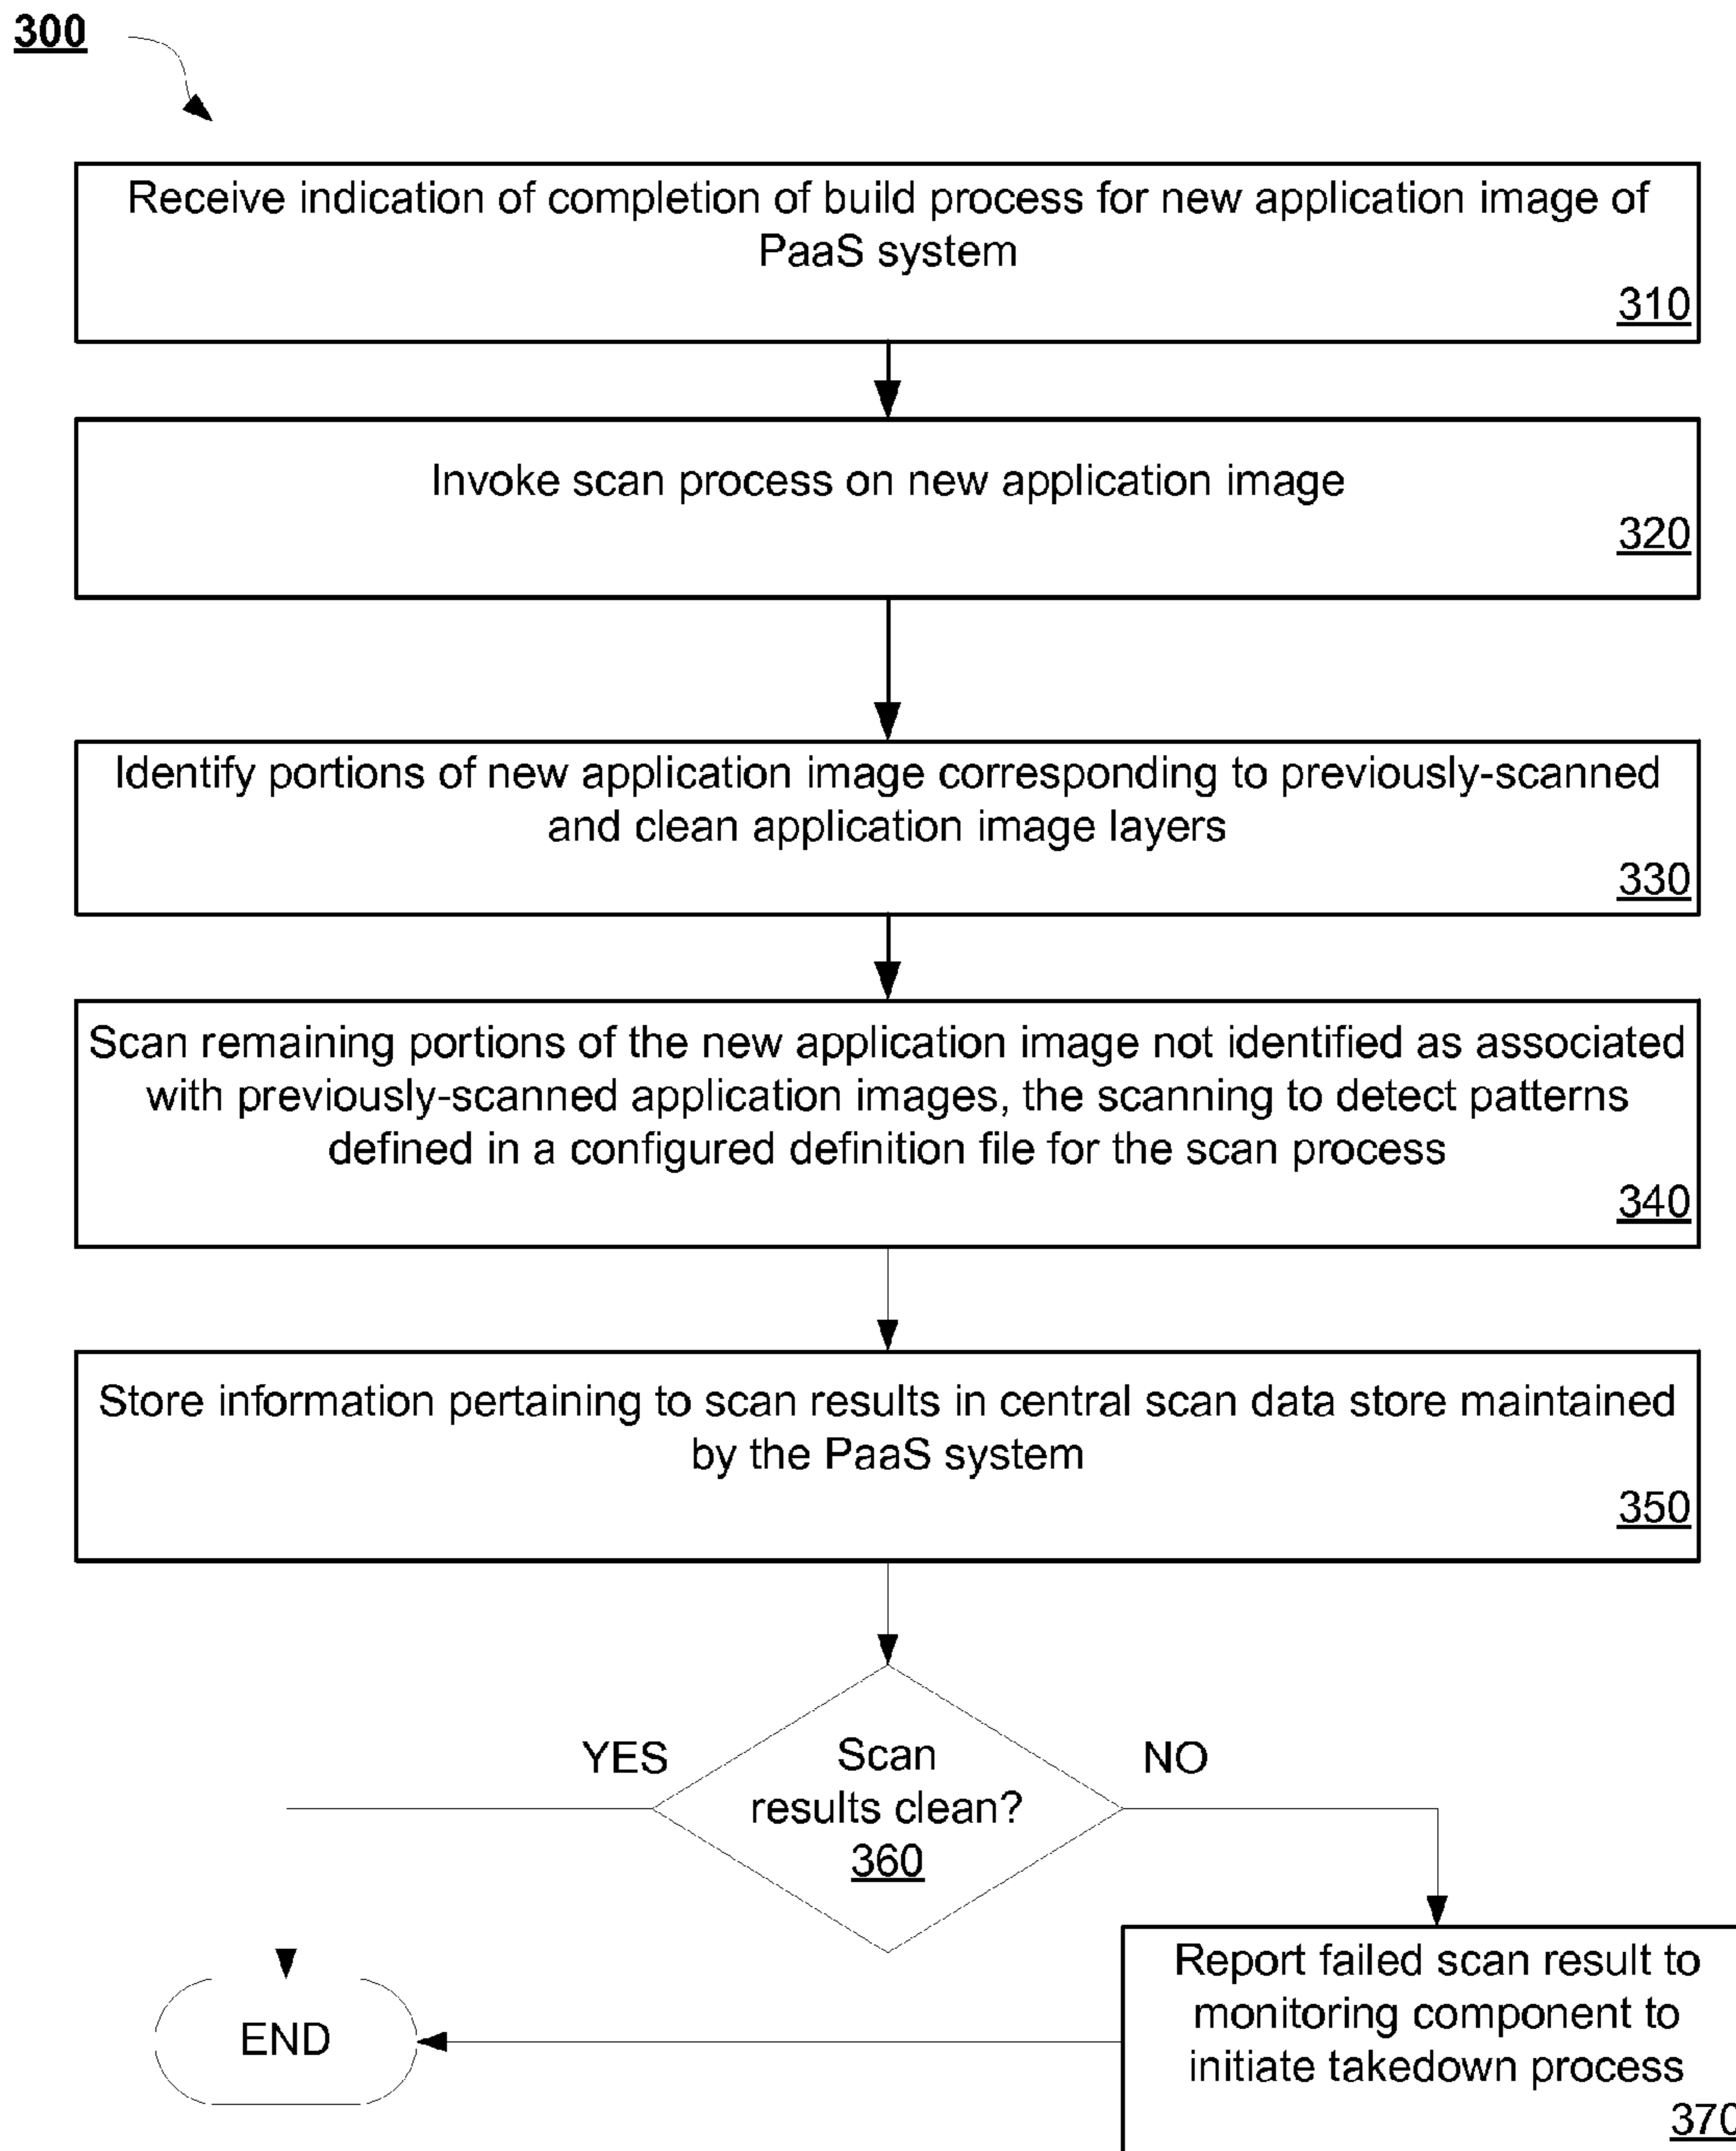 300
Receive indication of completion of build process for new application image of
PaaS system
310
Invoke scan process on new application image
320
Identify portions of new application image corresponding to previously-scanned
and clean application image layers
330
Scan remaining portions of the new application image not identified as associated
with previously-scanned application images, the scanning to detect patterns
defined in a configured definition file for the scan process
340
Store information pertaining to scan results in central scan data store maintained
by the PaaS system
350
YES
Scan
results clean?
360
NO
Report failed scan result to
monitoring component to
initiate takedown process
370
END